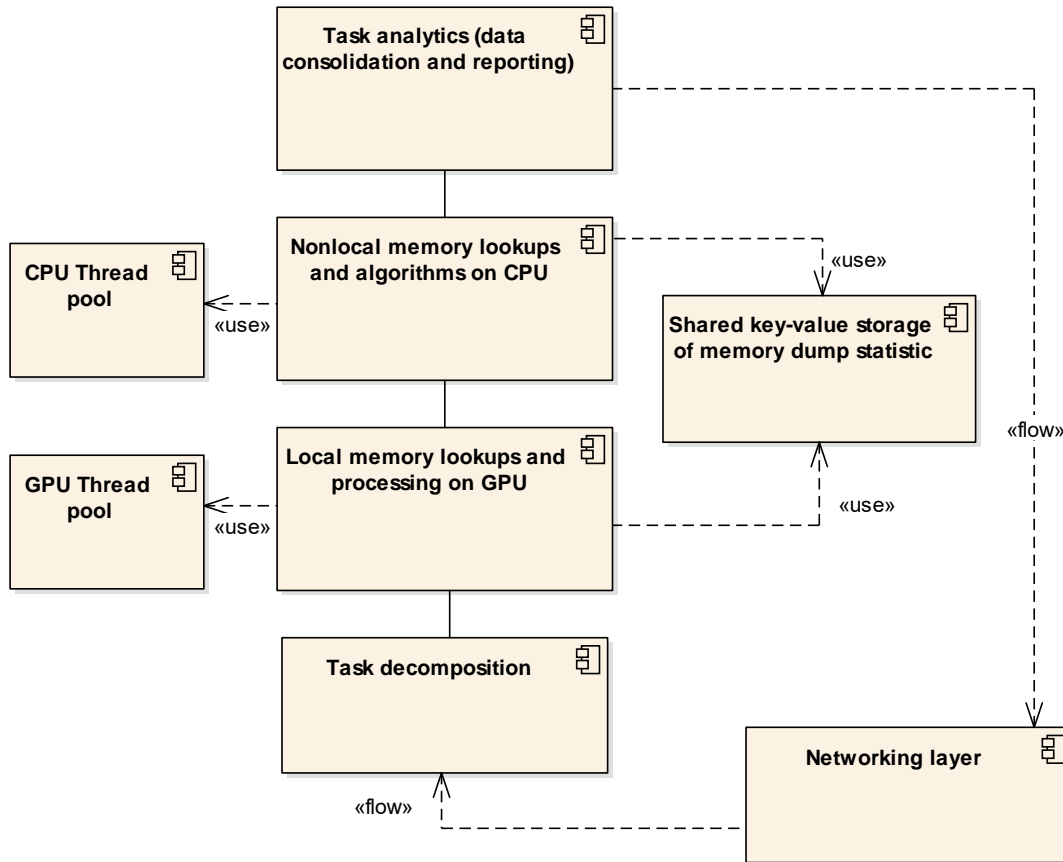 Task analytics (data
consolidation and reporting)
Nonlocal memory lookups
and algorithms on CPU
CPU Thread
pool
«use»
«use»
Shared key-value storage
of memory dump statistic
«flow»
Local memory lookups and
processing on GPU
GPU Thread
pool
«use»
«use»
Task decomposition
Networking layer
«flow»